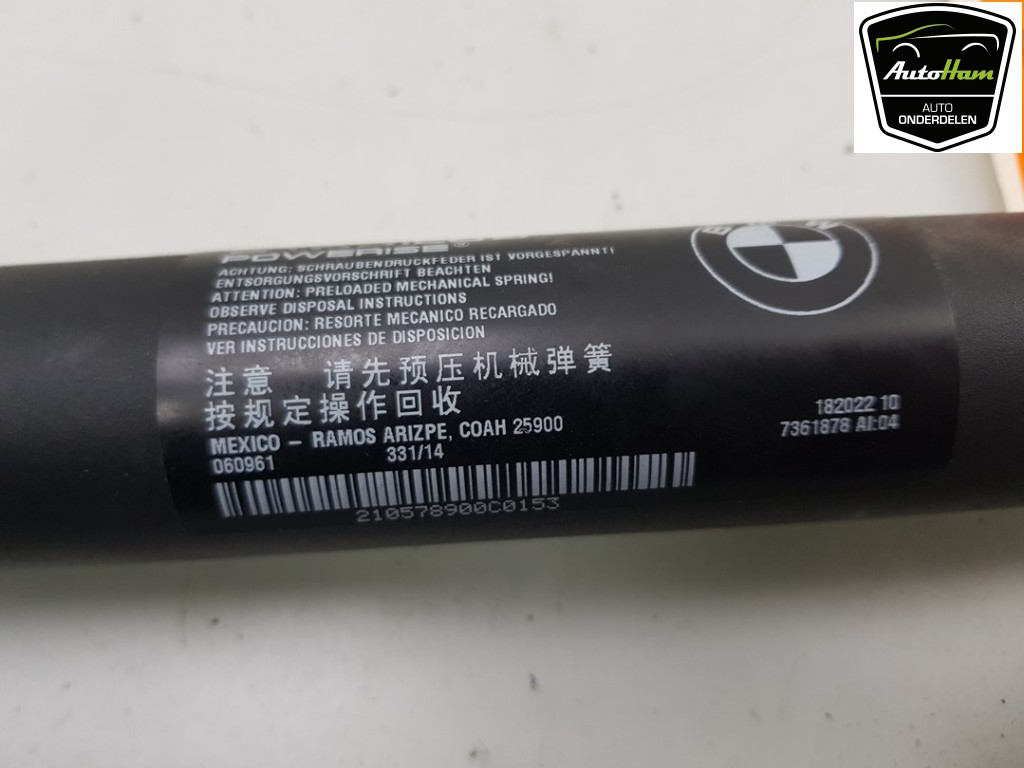 AutoHam
AUTO
ONDERDELEN
POWERISE®
ACHTUNG: SCHRAUBENDRUCKFEDER IST VORGESPANNT!
ENTSORGUNGSVORSCHRIFT BEACHTEN
ATTENTION: PRELOADED MECHANICAL SPRING!
OBSERVE DISPOSAL INSTRUCTIONS
PRECAUCION: RESORTE MECANICO RECARGADO
VER INSTRUCCIONES DE DISPOSICION
注意 请先预压机械弹簧
按规定操作回收
MEXICO - RAMOS ARIZPE, COAH 25900
060961 331/14
210578900C0153
BMW
182022 10
7361878 AI:04